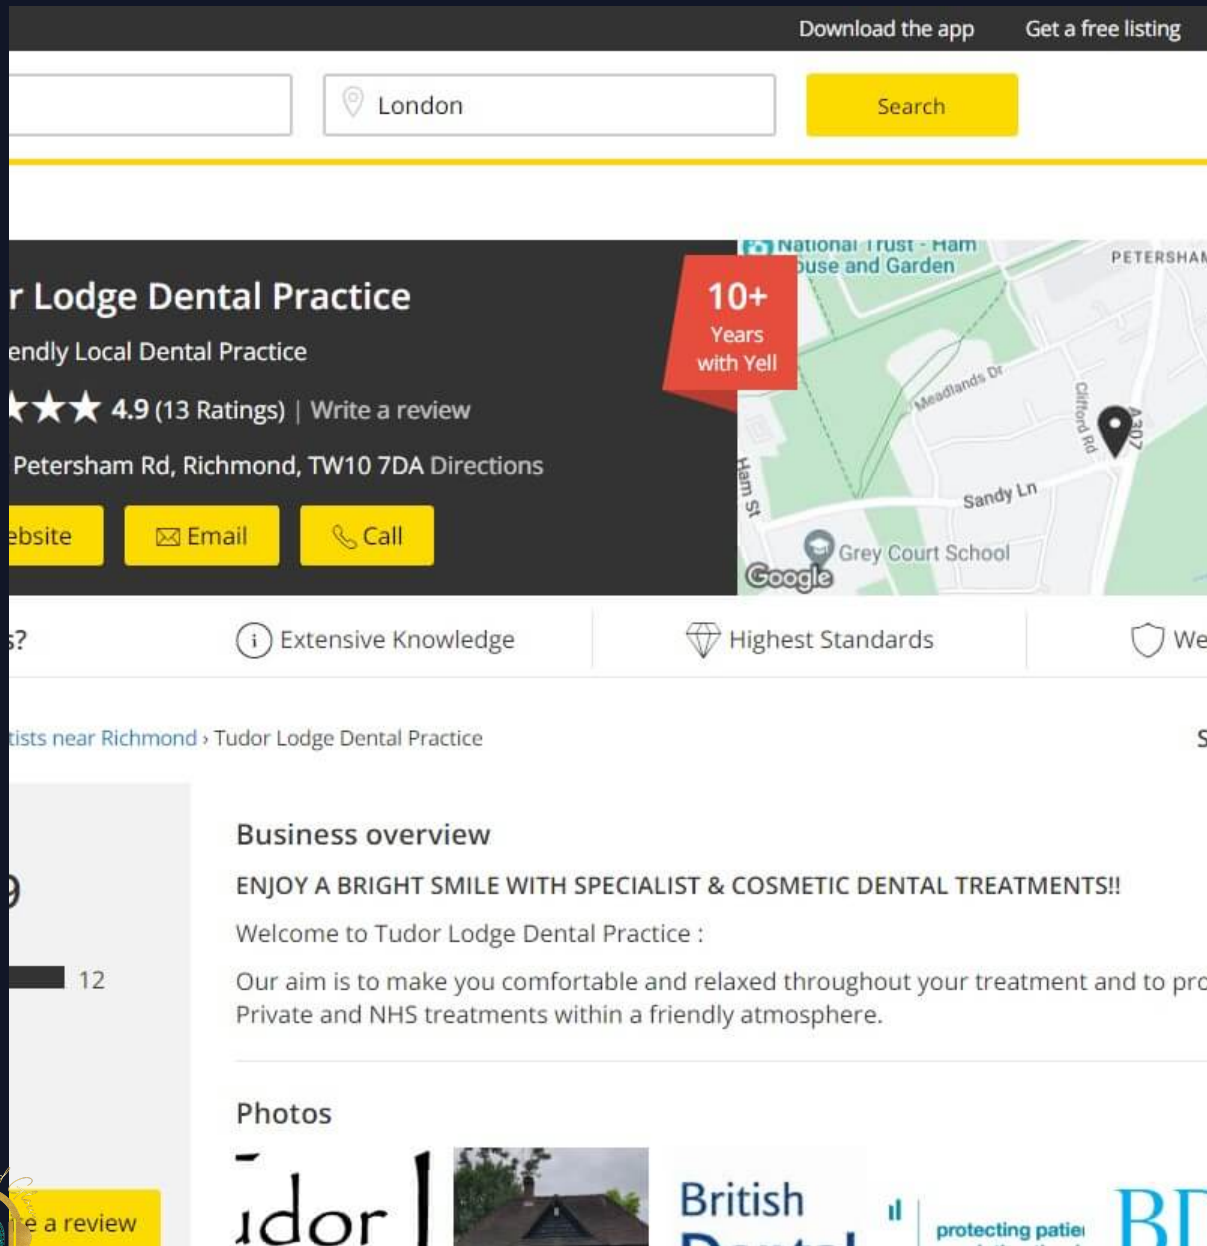 Download the app Get a free listing
London Search
National Trust - Ham
ouse and Garden
PETERSHAM
10+
Years
with Yell
r Lodge Dental Practice
endly Local Dental Practice
4.9 (13 Ratings) | Write a review
Petersham Rd, Richmond, TW10 7DA Directions
ebsite Email Call
Meadlands Dr
Clifford Rd
A307
Ham St
Sandy Ln
Grey Court School
Google
s? Extensive Knowledge Highest Standards We
tists near Richmond › Tudor Lodge Dental Practice S
9
12
Business overview
ENJOY A BRIGHT SMILE WITH SPECIALIST & COSMETIC DENTAL TREATMENTS!!
Welcome to Tudor Lodge Dental Practice :
Our aim is to make you comfortable and relaxed throughout your treatment and to pro
Private and NHS treatments within a friendly atmosphere.
Photos
udor
British
protecting patie
BD
e a review